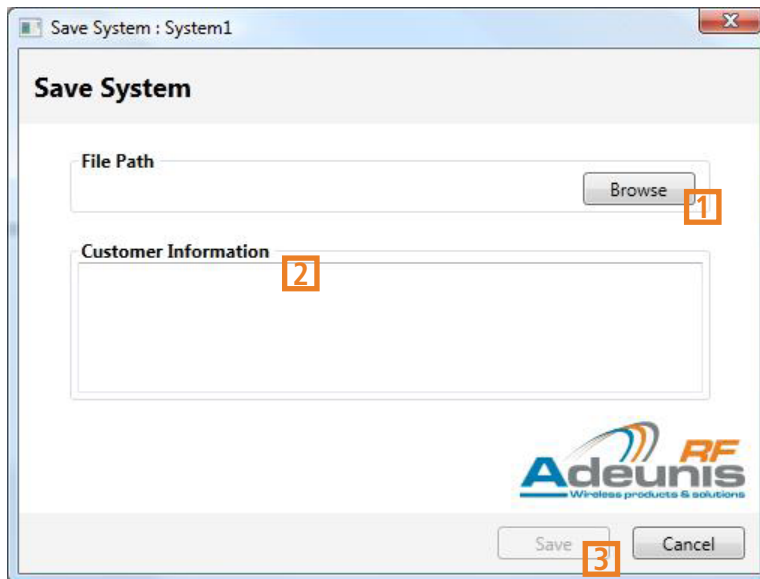 Save System : System1
X
Save System
File Path
Browse
1
Customer Information
2
Adeunis RF
Wireless products & solutions
Save
3
Cancel